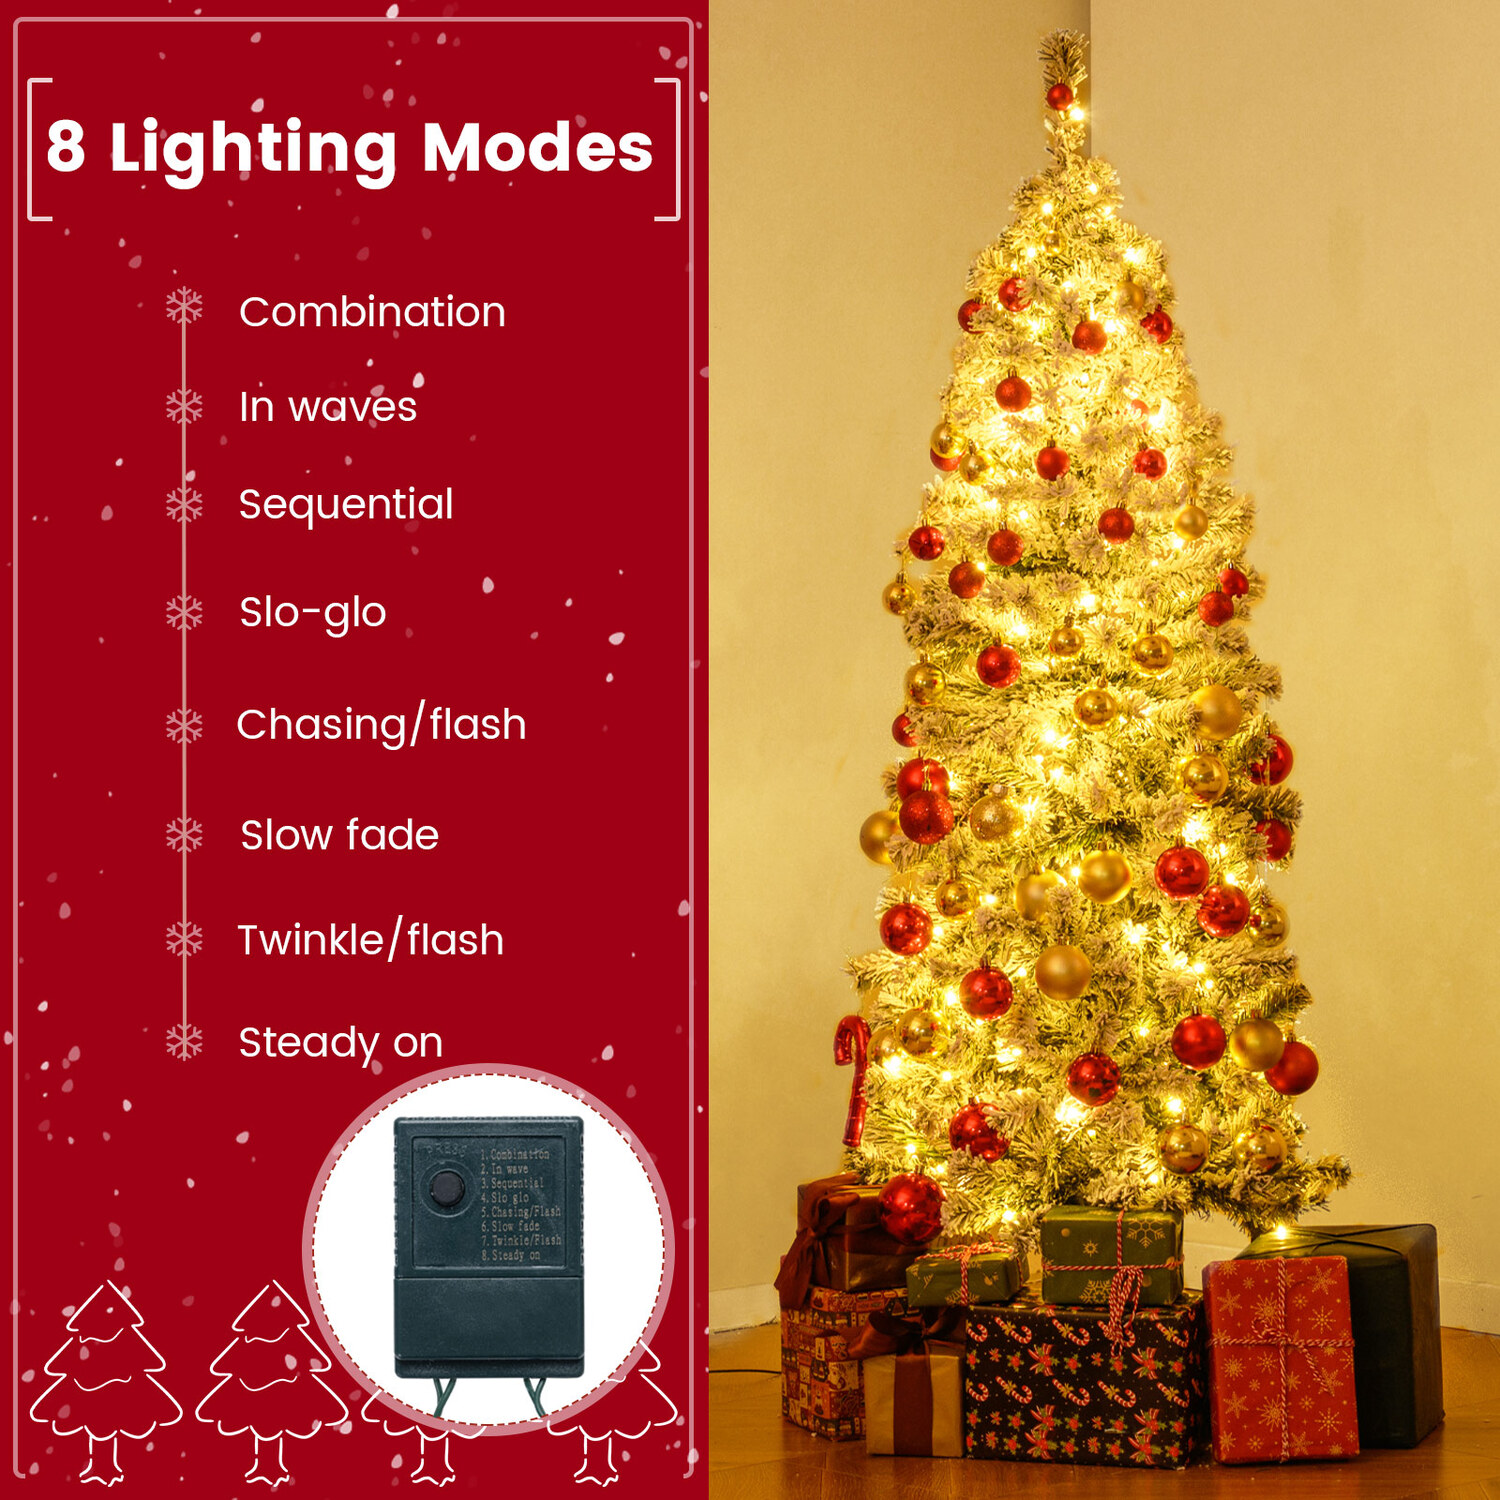 8 Lighting Modes
Combination
In waves
Sequential
Slo-glo
Chasing/flash
Slow fade
Twinkle/flash
Steady on
1.Combination
2.In wave
3.Sequential
4.Slo glo
5.Chasing/Flash
6.Slow fade
7.Twinkle/Flash
8.Steady on